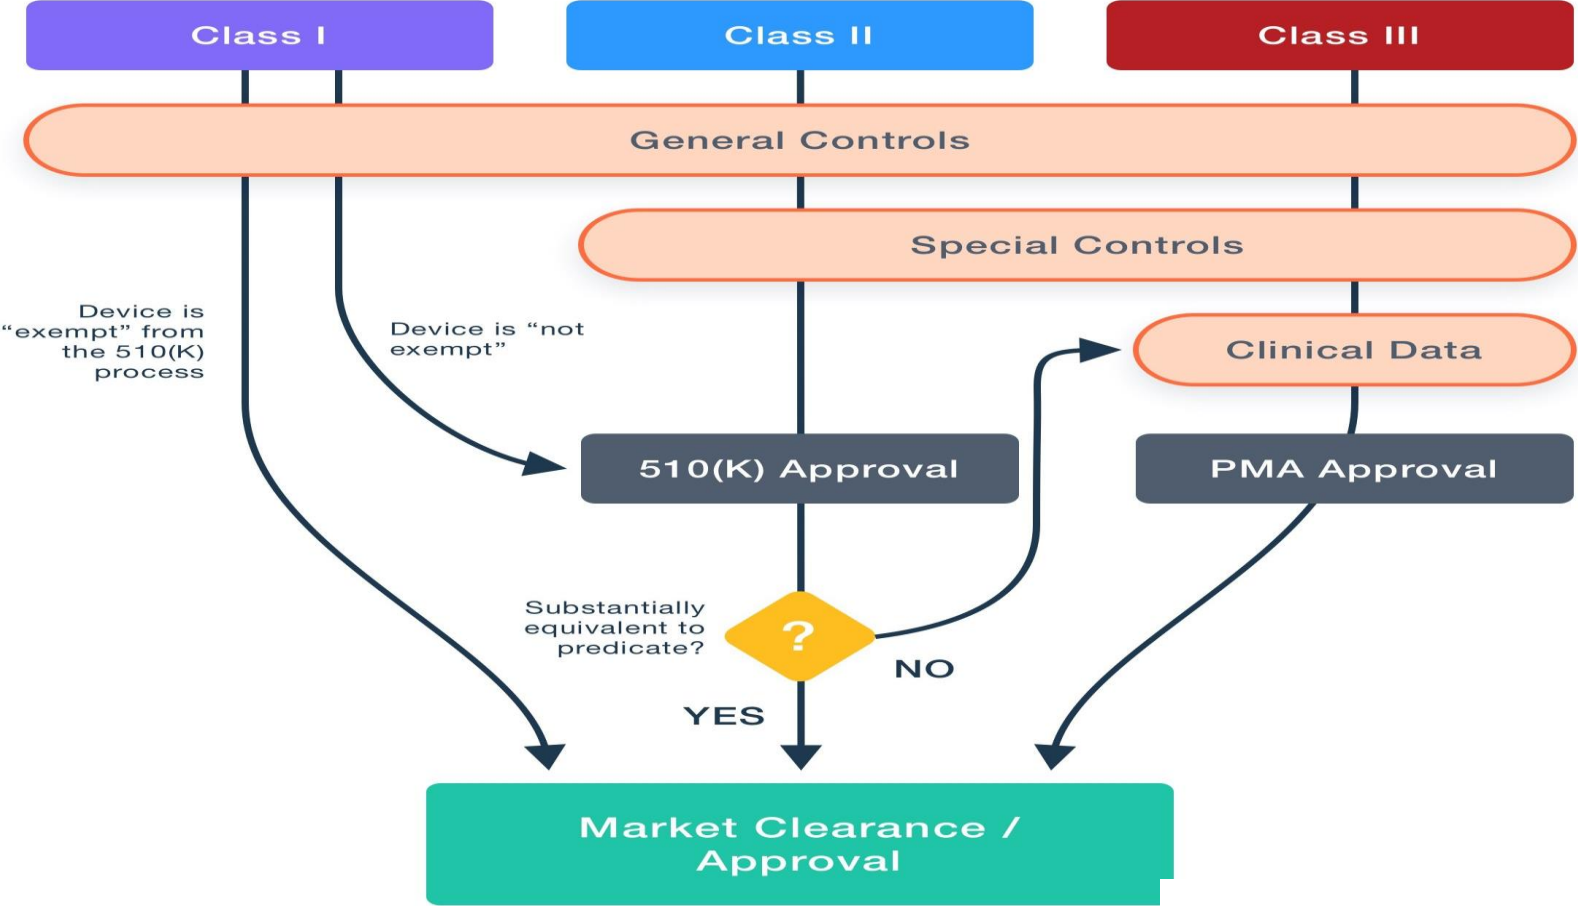 Class I
Class II
Class III
General Controls
Special Controls
Device is
“exempt” from
the 510(K)
process
Device is “not
exempt”
Clinical Data
510(K) Approval
PMA Approval
Substantially
equivalent to
predicate?
?
NO
YES
Market Clearance /
Approval